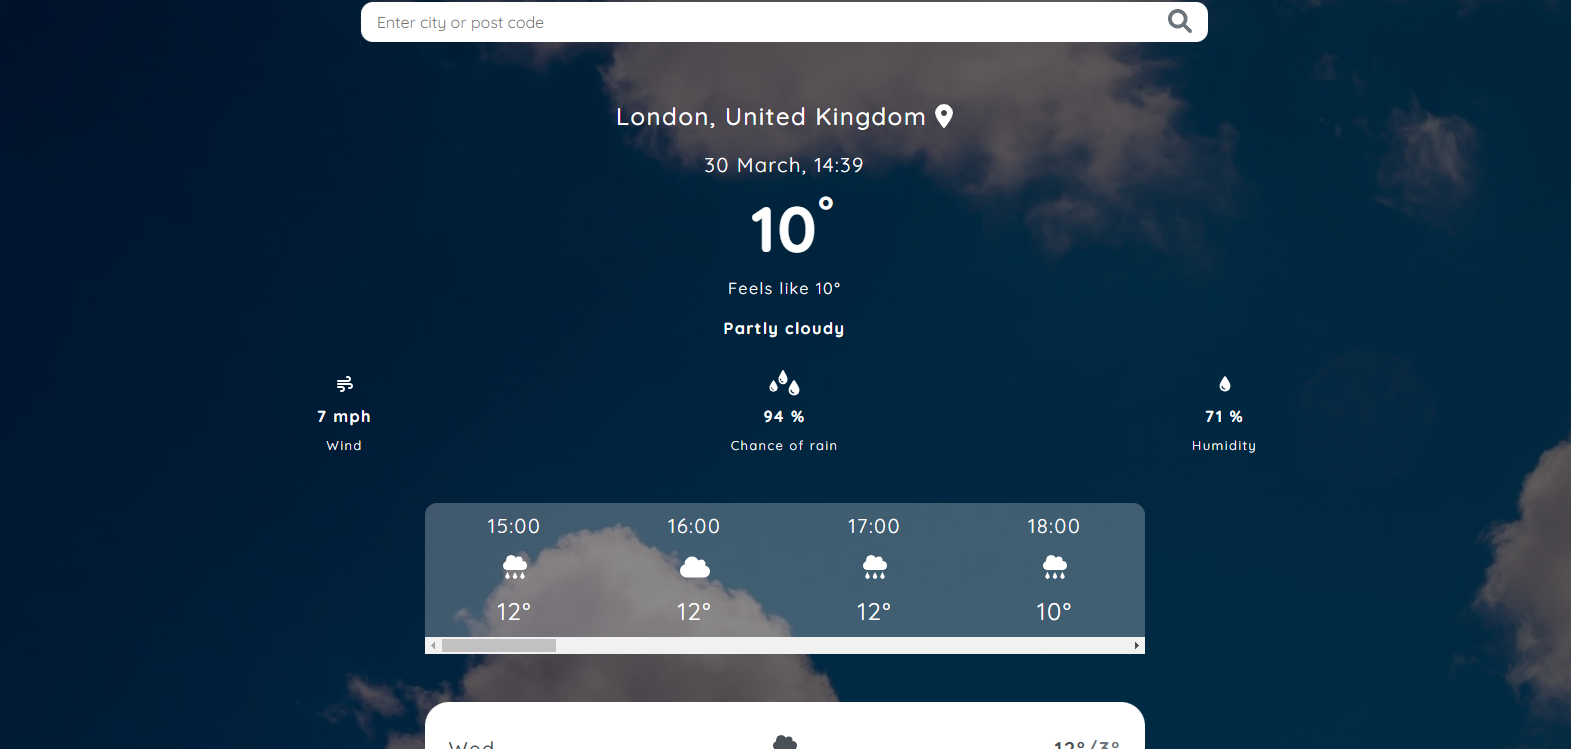 Enter city or post code
London, United Kingdom
30 March, 14:39
10°
Feels like 10°
Partly cloudy
7 mph 94 % 71 %
Wind Chance of rain Humidity
15:00 16:00 17:00 18:00
12° 12° 12° 10°
Wed 12°/3°